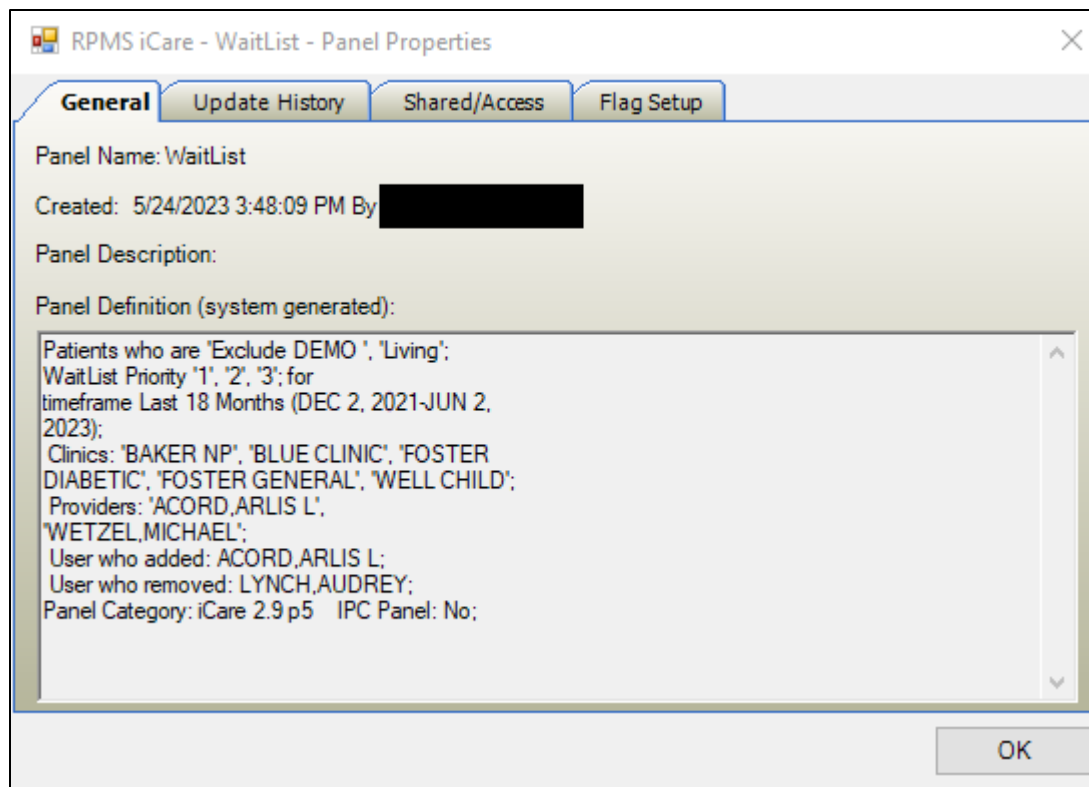 RPMS iCare - WaitList - Panel Properties
General Update History Shared/Access Flag Setup
Panel Name: WaitList
Created: 5/24/2023 3:48:09 PM By
Panel Description:
Panel Definition (system generated):
Patients who are "Exclude DEMO ", "Living";
WaitList Priority "1", "2", "3"; for
timeframe Last 18 Months (DEC 2, 2021-JUN 2,
2023);
Clinics: "BAKER NP", "BLUE CLINIC", "FOSTER
DIABETIC", "FOSTER GENERAL", "WELL CHILD";
Providers: "ACORD,ARLIS L",
"WETZEL,MICHAEL";
User who added: ACORD,ARLIS L;
User who removed: LYNCH,AUDREY;
Panel Category: iCare 2.9 p5 IPC Panel: No;
OK